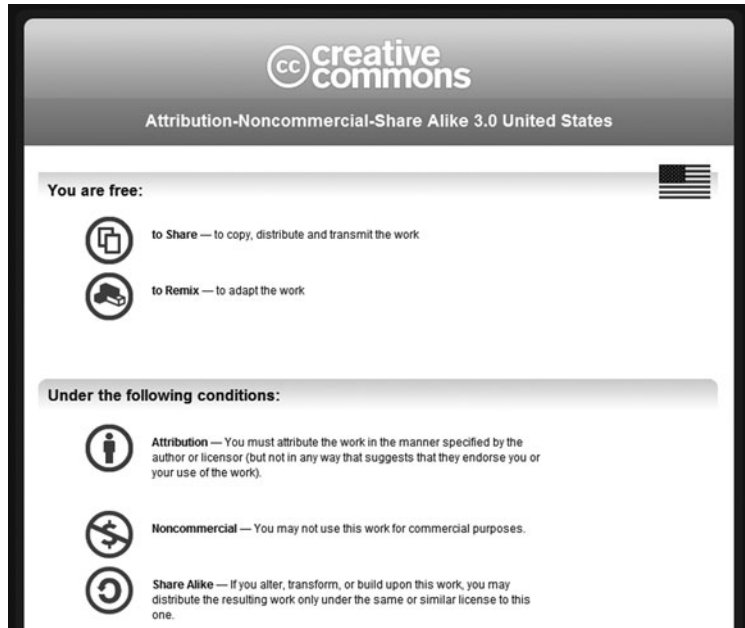 cc creative
commons
Attribution-Noncommercial-Share Alike 3.0 United States
You are free:
to Share — to copy, distribute and transmit the work
to Remix — to adapt the work
Under the following conditions:
Attribution — You must attribute the work in the manner specified by the
author or licensor (but not in any way that suggests that they endorse you or
your use of the work).
$
Noncommercial — You may not use this work for commercial purposes.
Share Alike — If you alter, transform, or build upon this work, you may
distribute the resulting work only under the same or similar license to this
one.